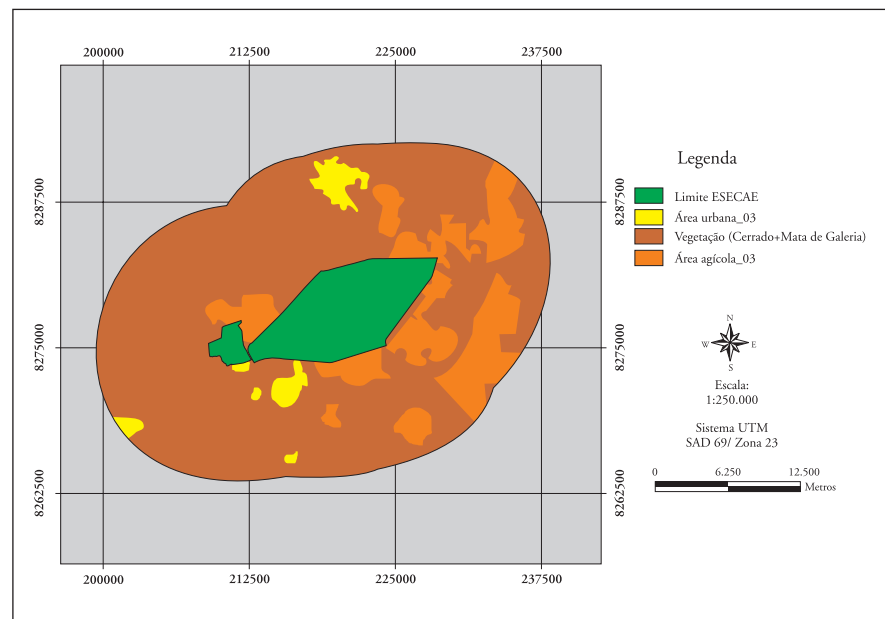 200000 212500 225000 237500
8287500 8287500
8275000 8275000
8262500 8262500
200000 212500 225000 237500
Legenda
Limite ESECAE
Área urbana_03
Vegetação (Cerrado+Mata de Galeria)
Área agícola_03
N
W E
S
Escala:
1:250.000
Sistema UTM
SAD 69/ Zona 23
0 6.250 12.500
Metros